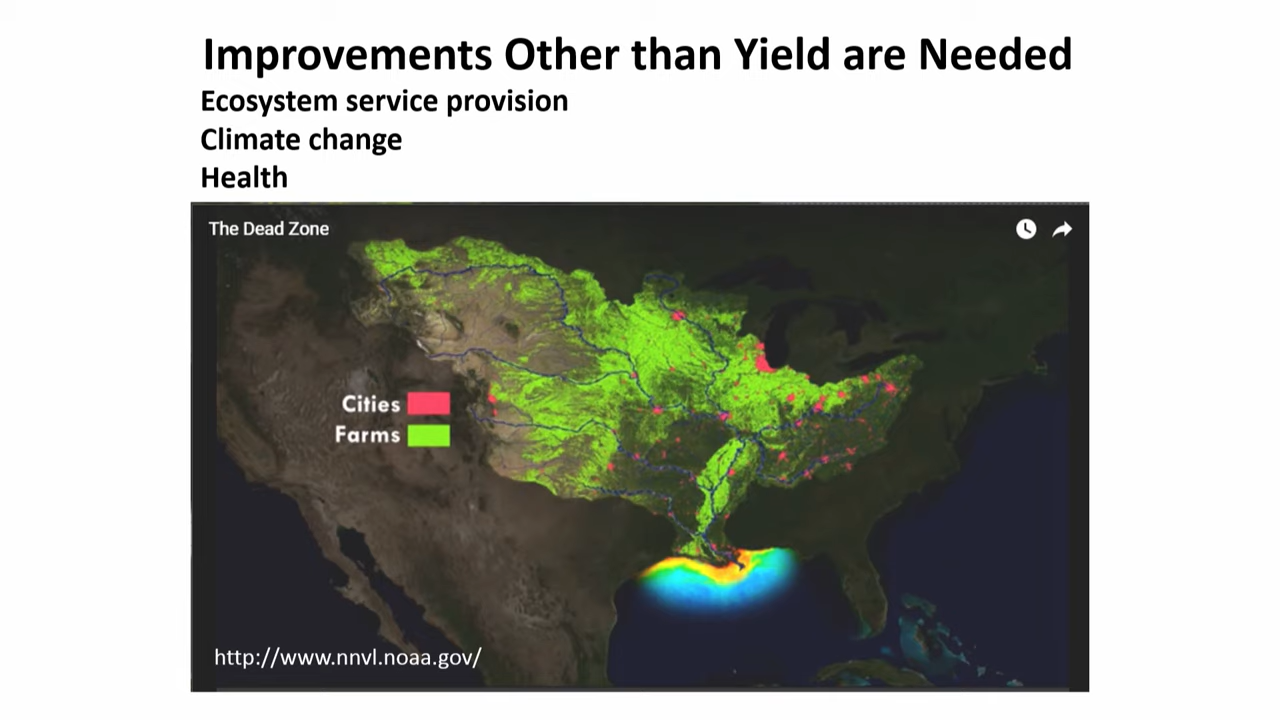 Improvements Other than Yield are Needed
Ecosystem service provision
Climate change
Health
The Dead Zone
Cities
Farms
http://www.nnvl.noaa.gov/